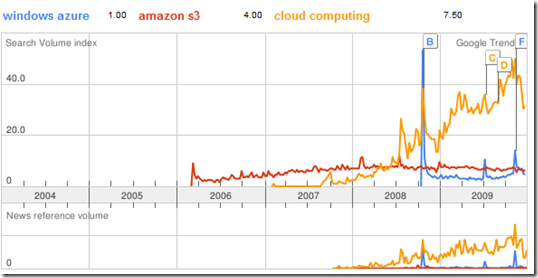 windows azure 1.00 amazon s3 4.00 cloud computing 7.50
Search Volume index Google Trend
B
F
C
D
40.0
20.0
0
2004 2005 2006 2007 2008 2009
News reference volume
0